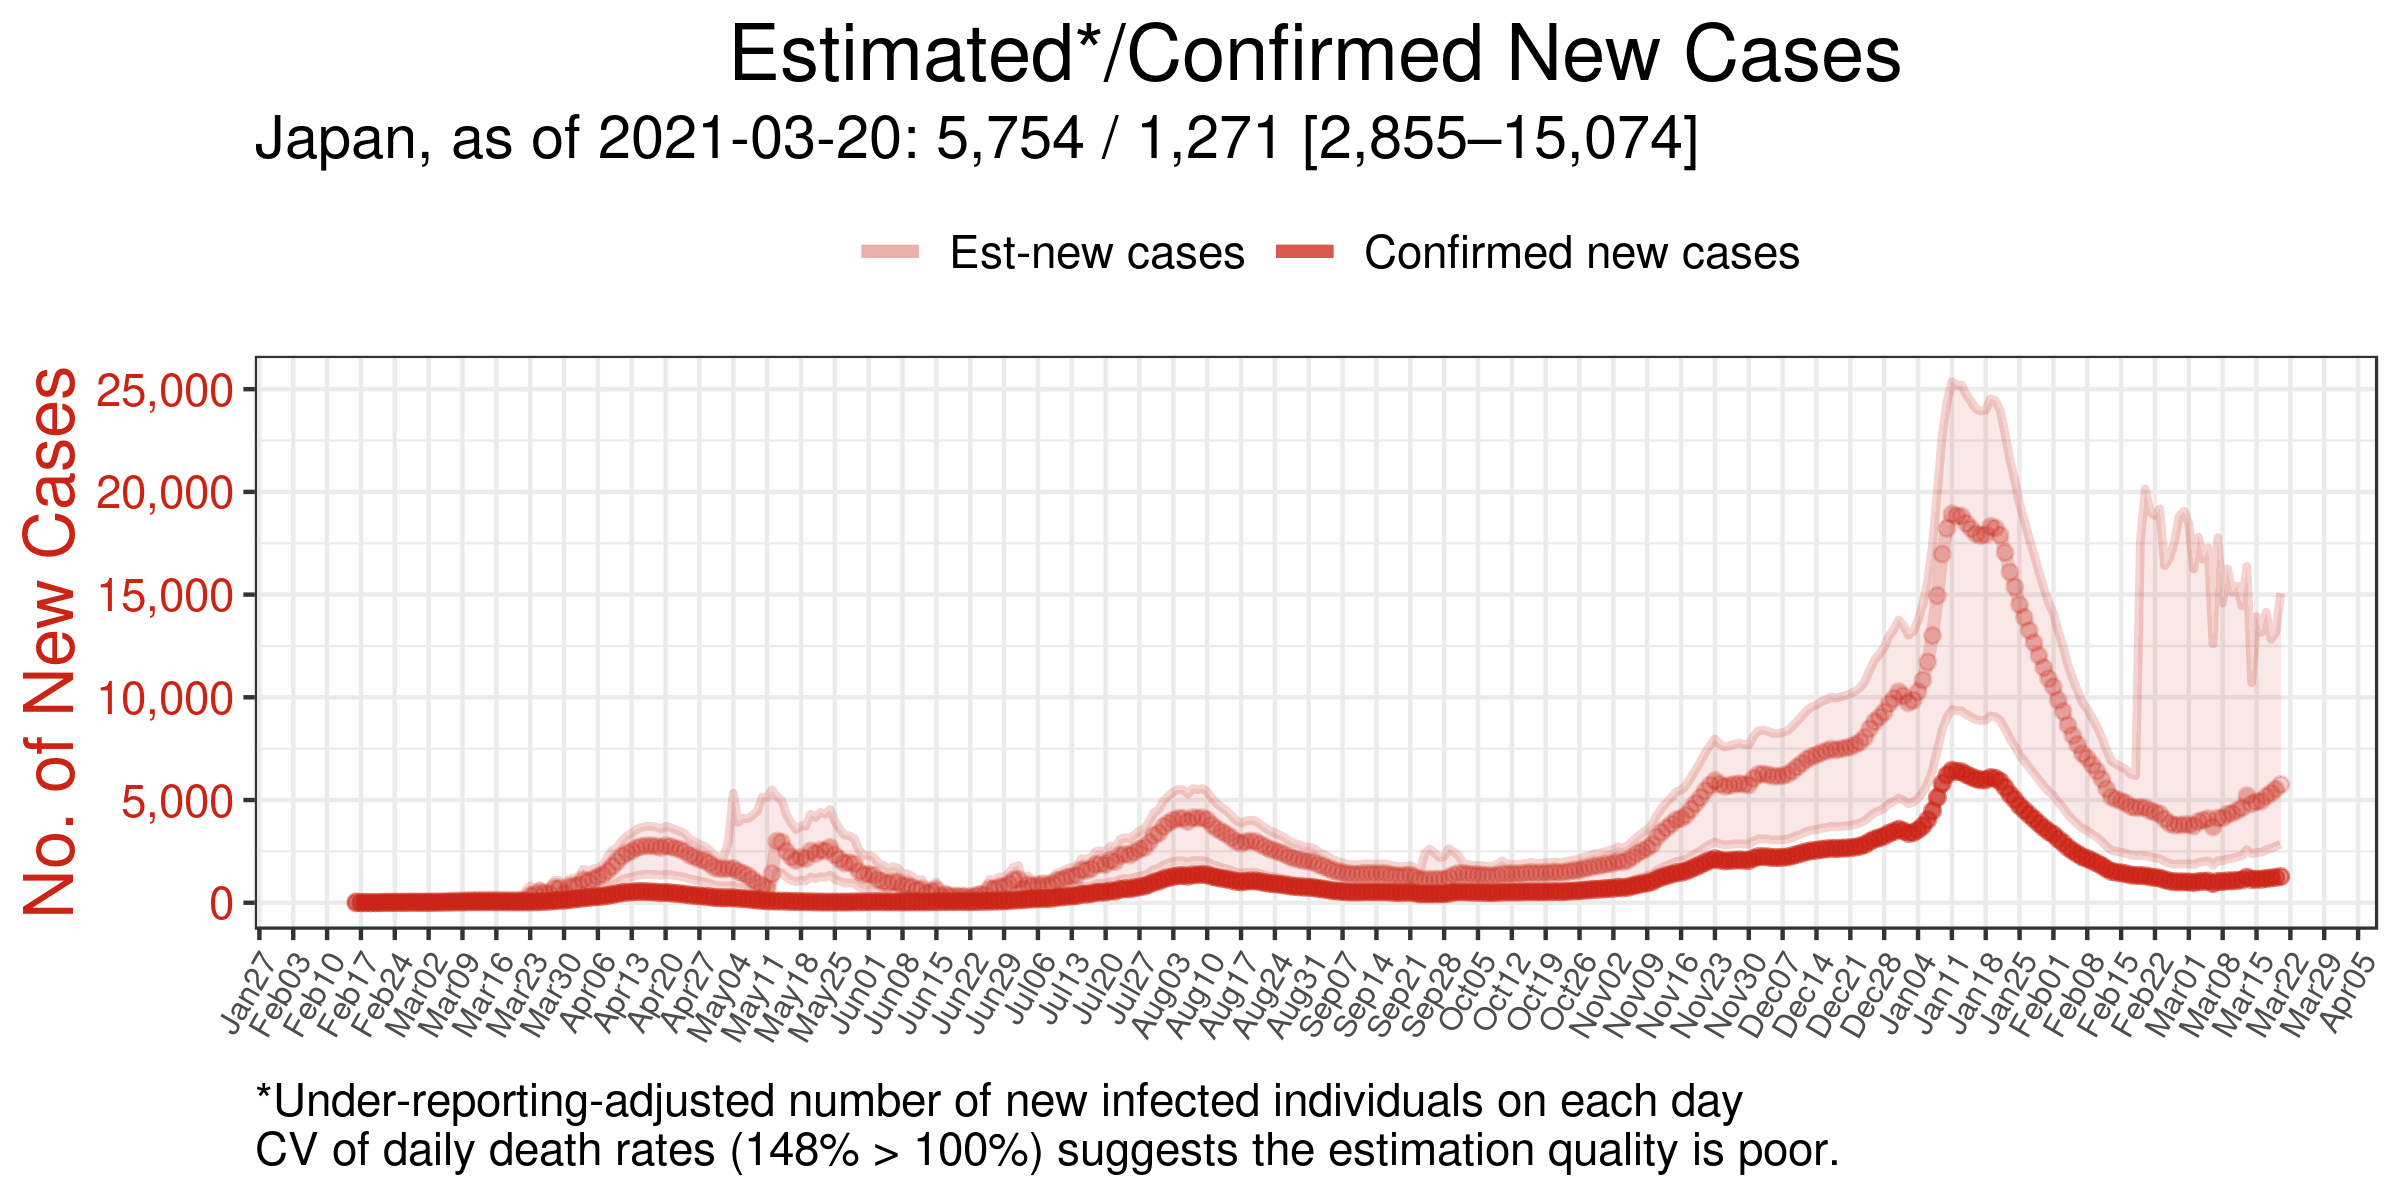 Estimated*/Confirmed New Cases
Japan, as of 2021-03-20: 5,754 / 1,271 [2,855–15,074]
Est-new cases Confirmed new cases
No. of New Cases
25,000
20,000
15,000
10,000
5,000
0
Jan27 Feb03 Feb10 Feb17 Feb24 Mar02 Mar09 Mar16 Mar23 Mar30 Apr06 Apr13 Apr20 Apr27 May04 May11 May18 May25 Jun01 Jun08 Jun15 Jun22 Jun29 Jul06 Jul13 Jul20 Jul27 Aug03 Aug10 Aug17 Aug24 Aug31 Sep07 Sep14 Sep21 Sep28 Oct05 Oct12 Oct19 Oct26 Nov02 Nov09 Nov16 Nov23 Nov30 Dec07 Dec14 Dec21 Dec28 Jan04 Jan11 Jan18 Jan25 Feb01 Feb08 Feb15 Feb22 Mar01 Mar08 Mar15 Mar22 Mar29 Apr05
*Under-reporting-adjusted number of new infected individuals on each day
CV of daily death rates (148% > 100%) suggests the estimation quality is poor.